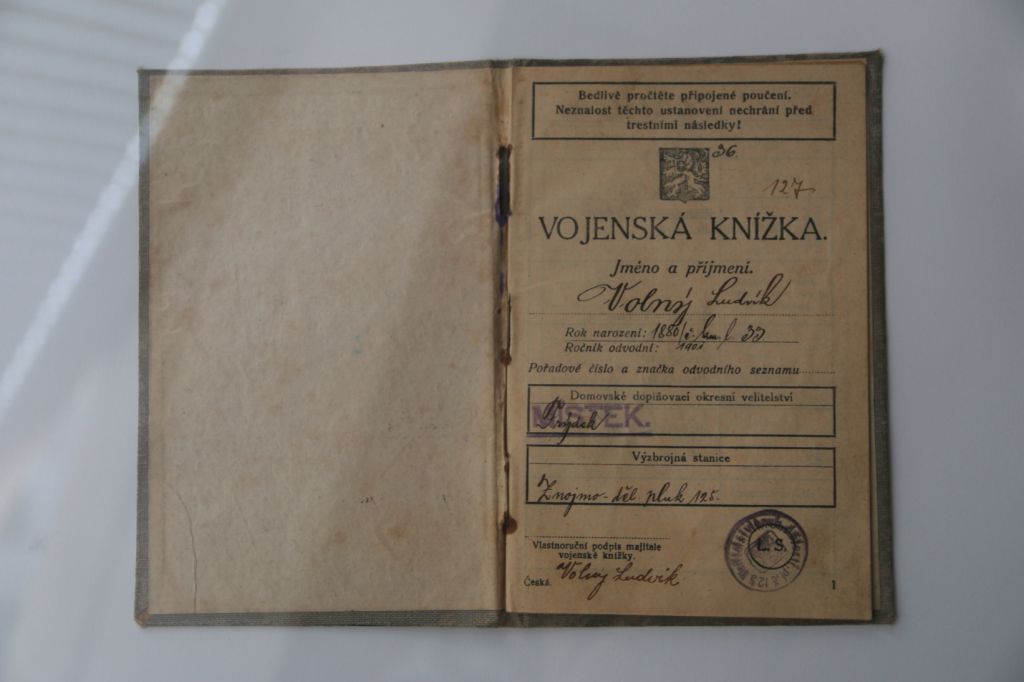 Bedlivě pročtěte připojené poučení.
Neznalost těchto ustanovení nechrání před
trestními následky!
36.
127
VOJENSKÁ KNÍŽKA.
Jméno a příjmení.
Volný Ludvík
Rok narození: 1880
Ročník odvodní: 1901
Pořadové číslo a značka odvodního seznamu
Domovské doplňovací okresní velitelství
MÍSTEK.
Frýdek
Výzbrojná stanice
Znojmo - děl. pluk 125.
Vlastnoruční podpis majitele
vojenské knížky.
L. S.
Česká. Volný Ludvík
1